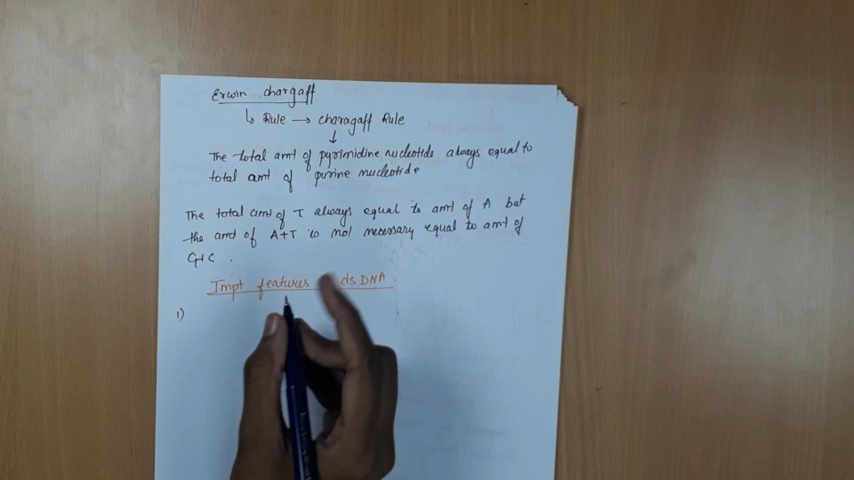 Erwin chargaff
↳ Rule → charagaff Rule
↓
The total amt of pyrimidine nucleotide always equal to
total amt of purine nucleotide
The total amt of T always equal to amt of A but
the amt of A+T is not necessary equal to amt of
G+C .
Impt features ds DNA
1)